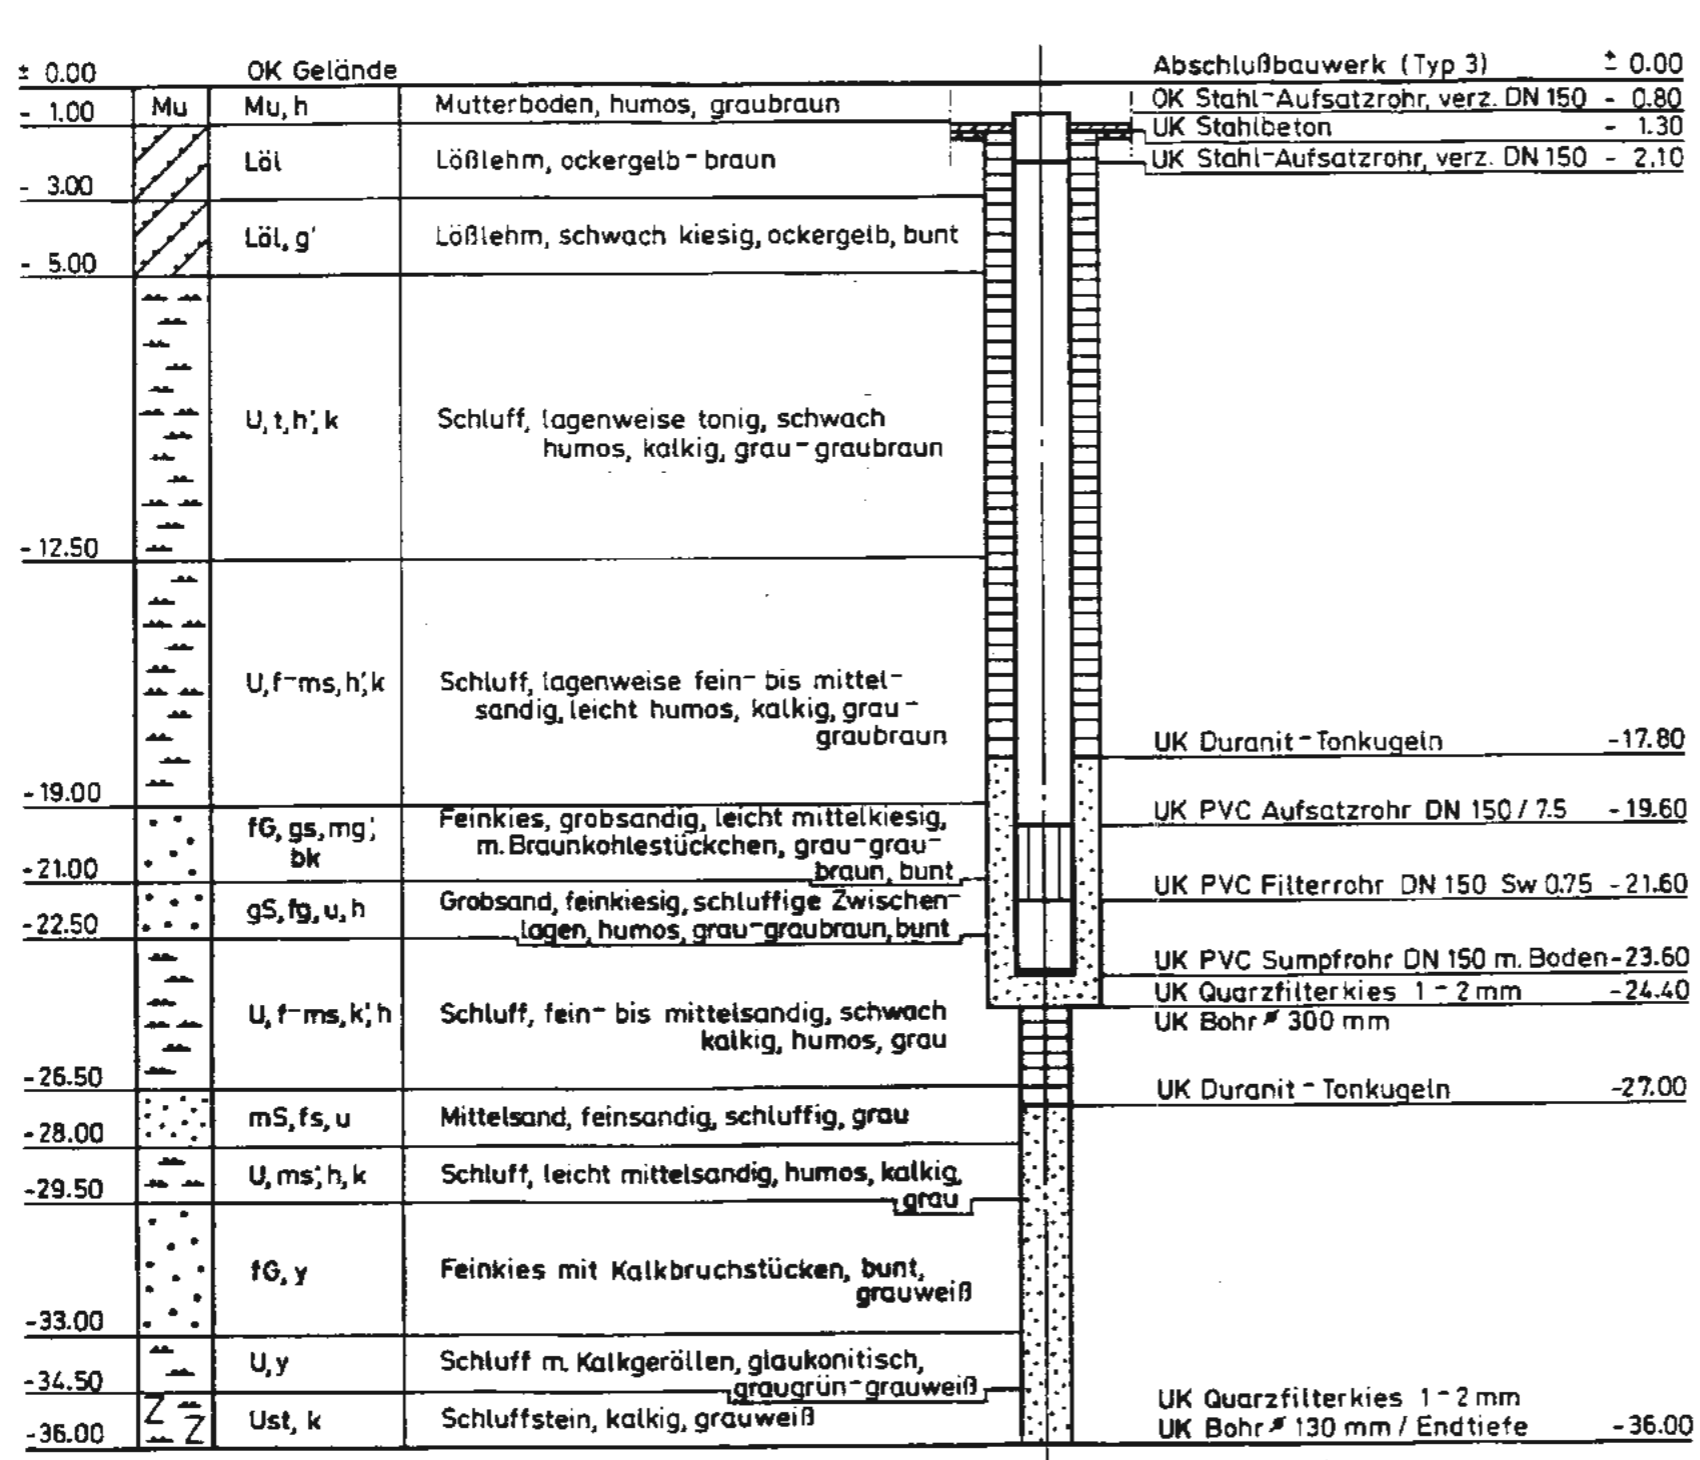 ± 0.00 OK Gelände Abschlußbauwerk (Typ 3) ± 0.00
- 1.00 Mu Mu, h Mutterboden, humos, graubraun OK Stahl-Aufsatzrohr, verz. DN 150 - 0.80
UK Stahlbeton - 1.30
Löl Lößlehm, ockergelb-braun UK Stahl-Aufsatzrohr, verz. DN 150 - 2.10
- 3.00
Löl, g' Lößlehm, schwach kiesig, ockergelb, bunt
- 5.00
U, t, h', k Schluff, lagenweise tonig, schwach
humos, kalkig, grau-graubraun
- 12.50
U, f-ms, h', k Schluff, lagenweise fein- bis mittel-
sandig, leicht humos, kalkig, grau-
graubraun
UK Duranit-Tonkugeln -17.80
-19.00
fG, gs, mg', Feinkies, grobsandig, leicht mittelkiesig, UK PVC Aufsatzrohr DN 150 / 7.5 -19.60
bk m. Braunkohlestückchen, grau-grau-
-21.00 braun, bunt
UK PVC Filterrohr DN 150 Sw 0.75 -21.60
gS, fg, u, h Grobsand, feinkiesig, schluffige Zwischen-
-22.50 lagen, humos, grau-graubraun, bunt
UK PVC Sumpfrohr DN 150 m. Boden -23.60
UK Quarzfilterkies 1-2 mm -24.40
U, f-ms, k', h Schluff, fein- bis mittelsandig, schwach UK Bohr ø 300 mm
kalkig, humos, grau
-26.50
UK Duranit-Tonkugeln -27.00
mS, fs, u Mittelsand, feinsandig, schluffig, grau
-28.00
U, ms', h, k Schluff, leicht mittelsandig, humos, kalkig,
-29.50 grau
fG, y Feinkies mit Kalkbruchstücken, bunt,
grauweiß
-33.00
U, y Schluff m. Kalkgeröllen, glaukonitisch,
-34.50 graugrün-grauweiß
UK Quarzfilterkies 1-2 mm
Z Z Ust, k Schluffstein, kalkig, grauweiß
-36.00 UK Bohr ø 130 mm / Endtiefe -36.00